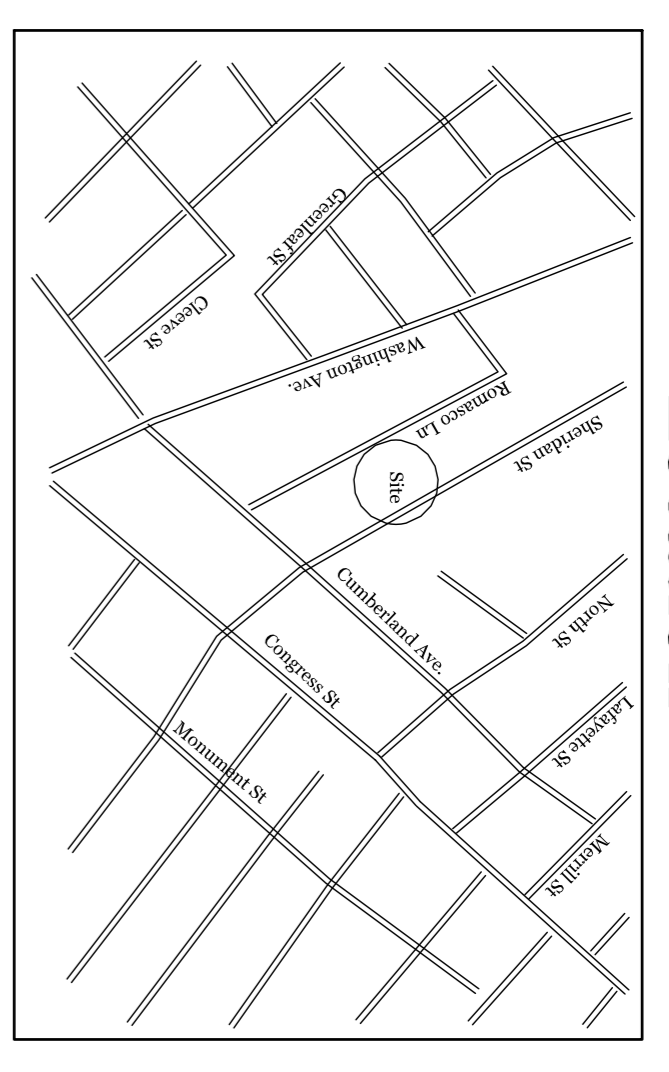 Greenleaf St
Cleeve St
Washington Ave.
Romasco Ln
Sheridan St
Site
Cumberland Ave.
North St
Congress St
Lafayette St
Monument St
Merrill St